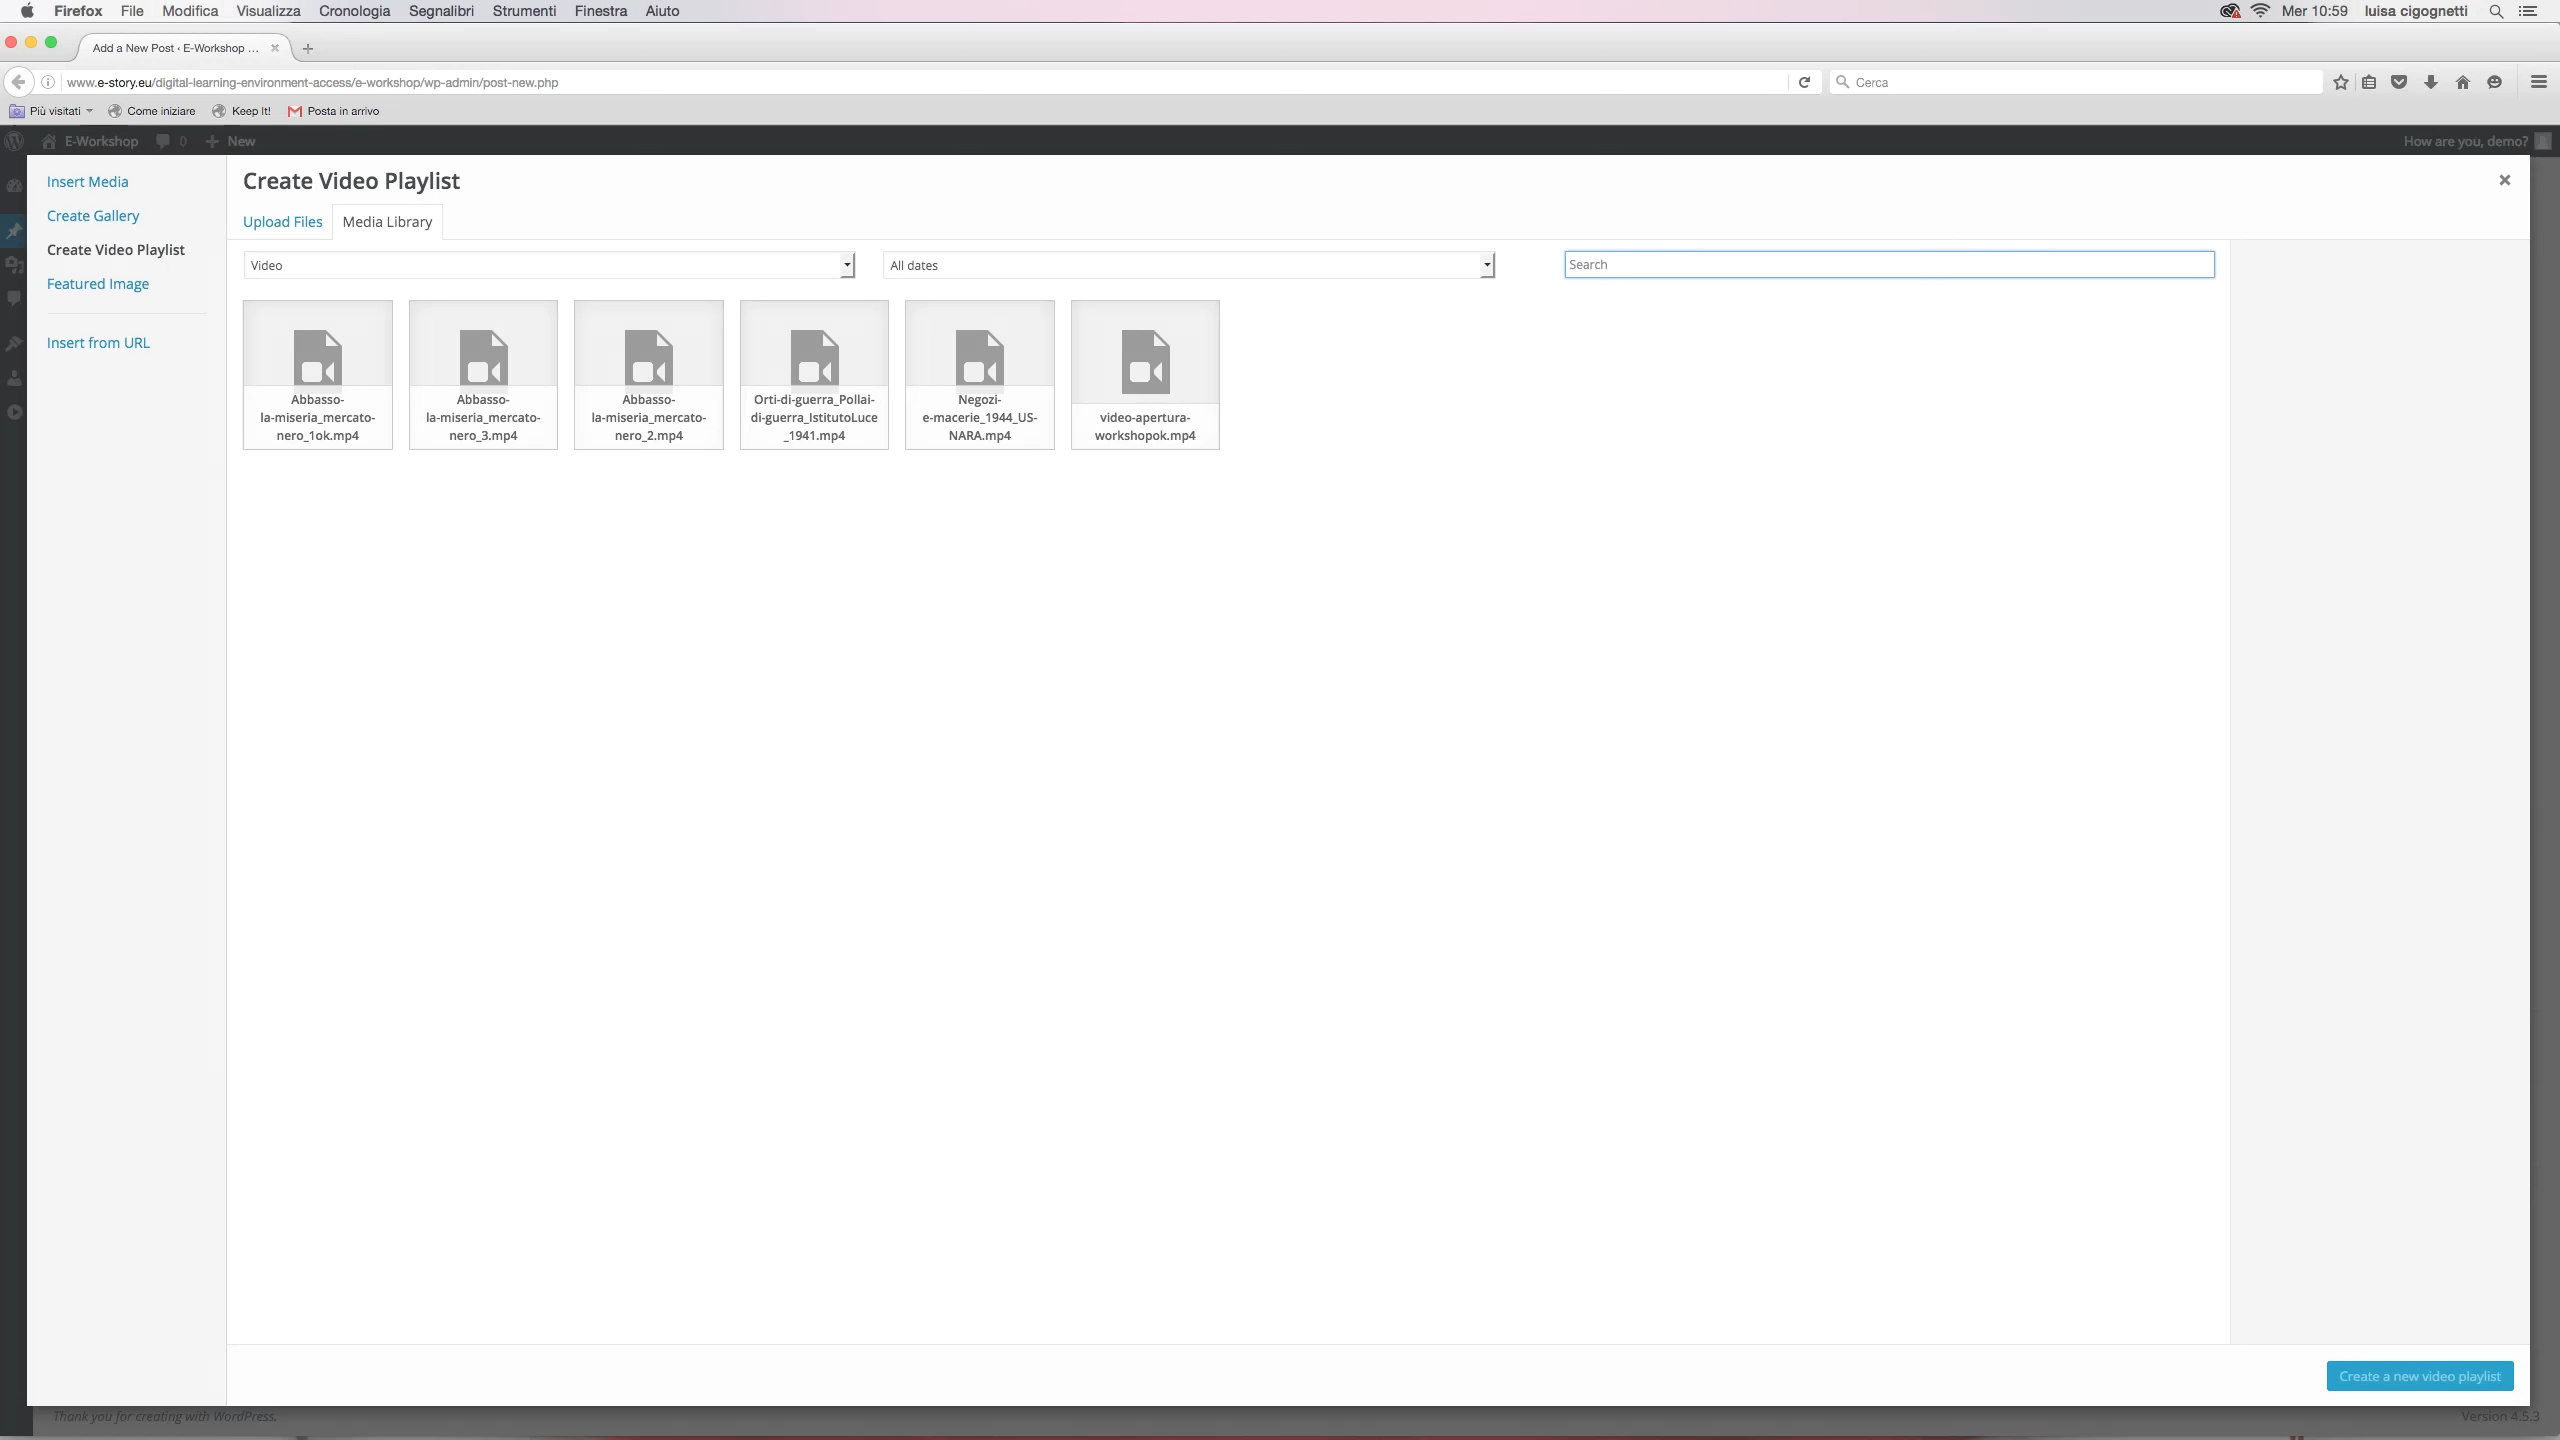 Firefox File Modifica Visualizza Cronologia Segnalibri Strumenti Finestra Aiuto Mer 10:59 luisa cigognetti
Add a New Post ‹ E-Workshop …
www.e-story.eu/digital-learning-environment-access/e-workshop/wp-admin/post-new.php Cerca
Più visitati Come iniziare Keep It! Posta in arrivo
E-Workshop 0 New How are you, demo?
Insert Media
Create Gallery
Create Video Playlist
Featured Image
Insert from URL
Create Video Playlist
Upload Files Media Library
Video All dates Search
Abbasso-
la-miseria_mercato-
nero_1ok.mp4
Abbasso-
la-miseria_mercato-
nero_3.mp4
Abbasso-
la-miseria_mercato-
nero_2.mp4
Orti-di-guerra_Pollai-
di-guerra_IstitutoLuce
_1941.mp4
Negozi-
e-macerie_1944_US-
NARA.mp4
video-apertura-
workshopok.mp4
Create a new video playlist
Thank you for creating with WordPress. Version 4.5.3